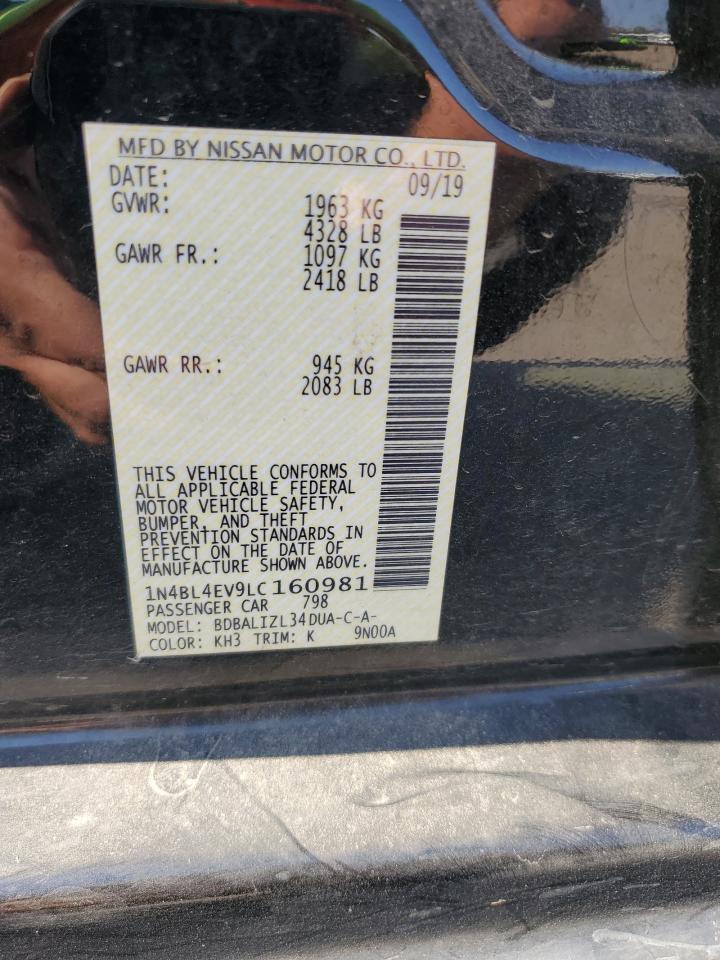 MFD BY NISSAN MOTOR CO., LTD.
DATE: 09/19
GVWR: 1963 KG
4328 LB
GAWR FR.: 1097 KG
2418 LB
GAWR RR.: 945 KG
2083 LB
THIS VEHICLE CONFORMS TO
ALL APPLICABLE FEDERAL
MOTOR VEHICLE SAFETY,
BUMPER, AND THEFT
PREVENTION STANDARDS IN
EFFECT ON THE DATE OF
MANUFACTURE SHOWN ABOVE.
1N4BL4EV9LC160981
PASSENGER CAR 798
MODEL: BDBALIZL34DUA-C-A-
COLOR: KH3 TRIM: K 9N00A